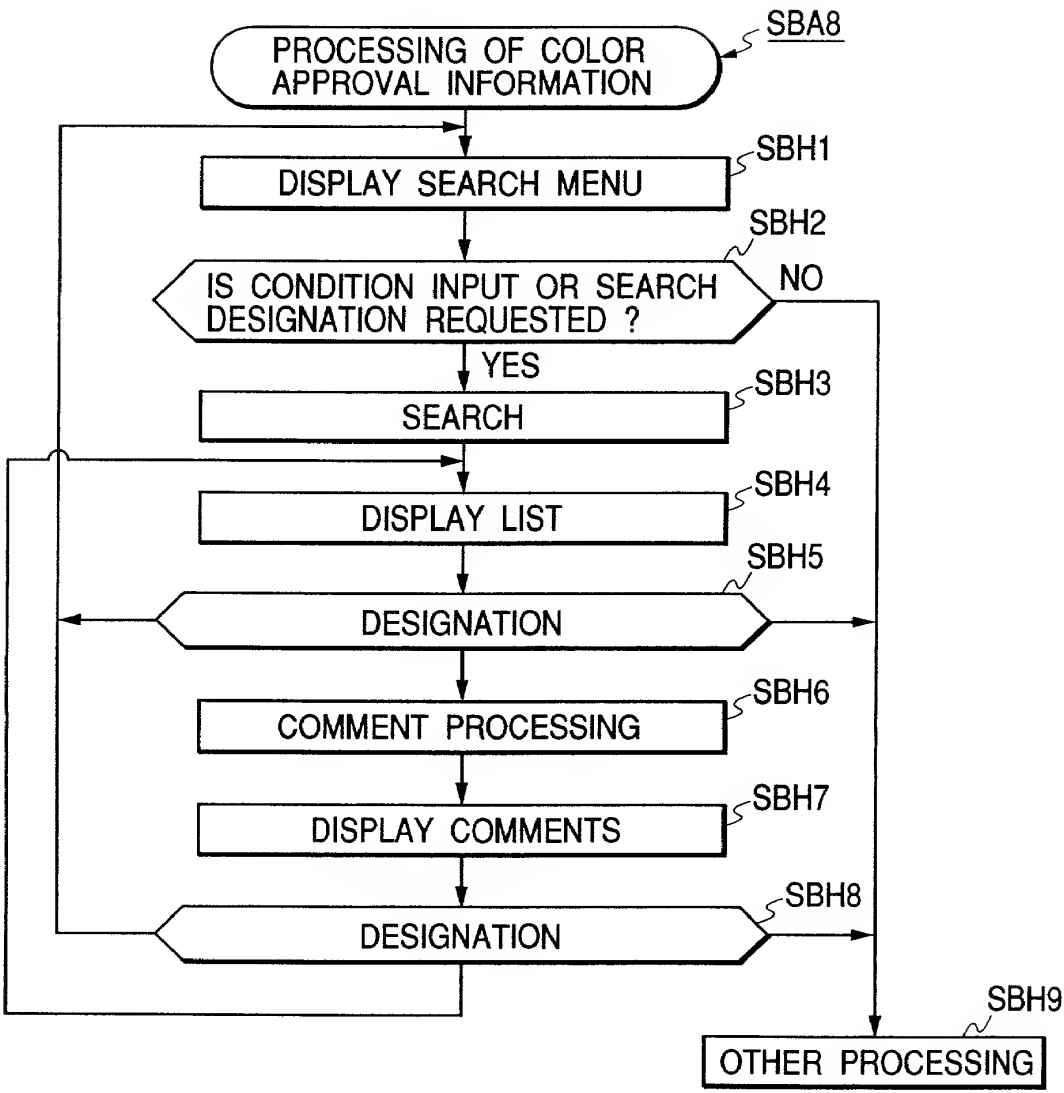 SBA8
PROCESSING OF COLOR
APPROVAL INFORMATION
SBH1
DISPLAY SEARCH MENU
SBH2
IS CONDITION INPUT OR SEARCH
DESIGNATION REQUESTED ?
NO
YES
SBH3
SEARCH
SBH4
DISPLAY LIST
SBH5
DESIGNATION
SBH6
COMMENT PROCESSING
SBH7
DISPLAY COMMENTS
SBH8
DESIGNATION
SBH9
OTHER PROCESSING